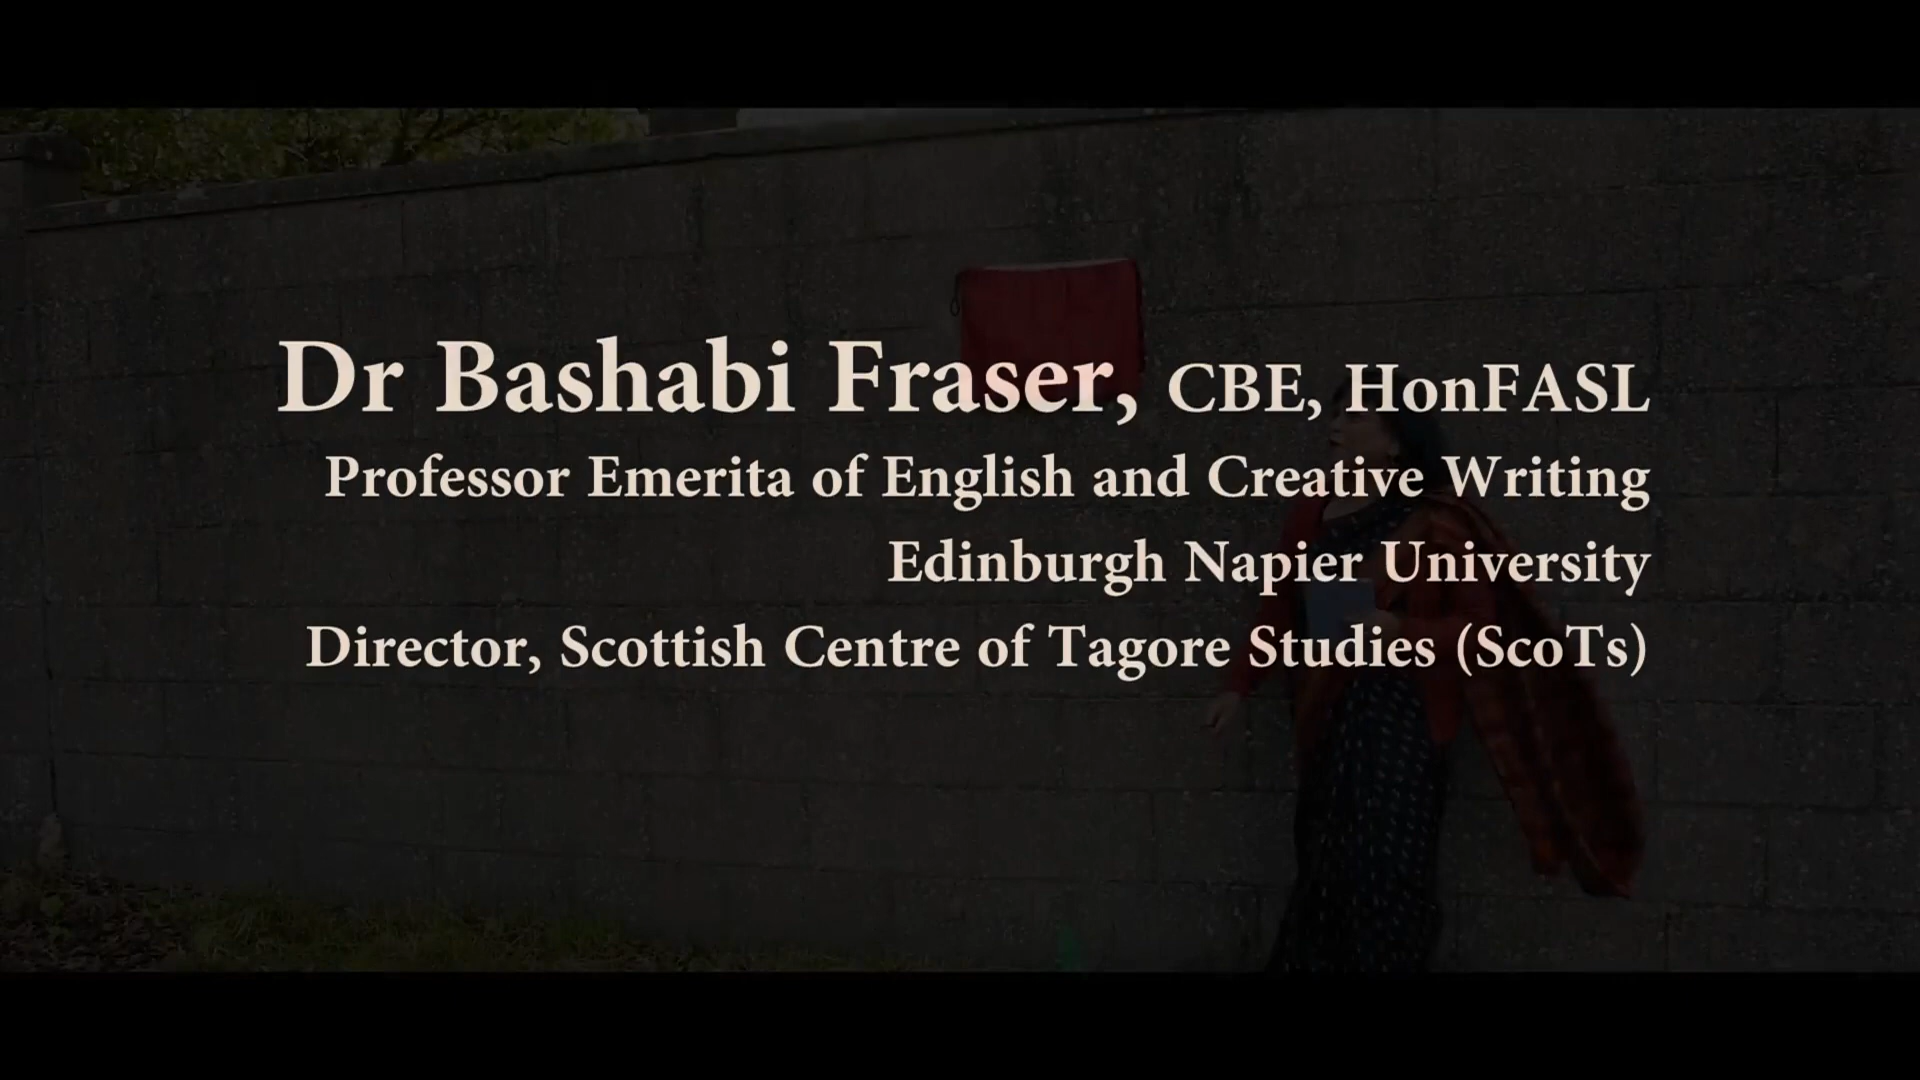 Dr Bashabi Fraser, CBE, HonFASL
Professor Emerita of English and Creative Writing
Edinburgh Napier University
Director, Scottish Centre of Tagore Studies (ScoTs)